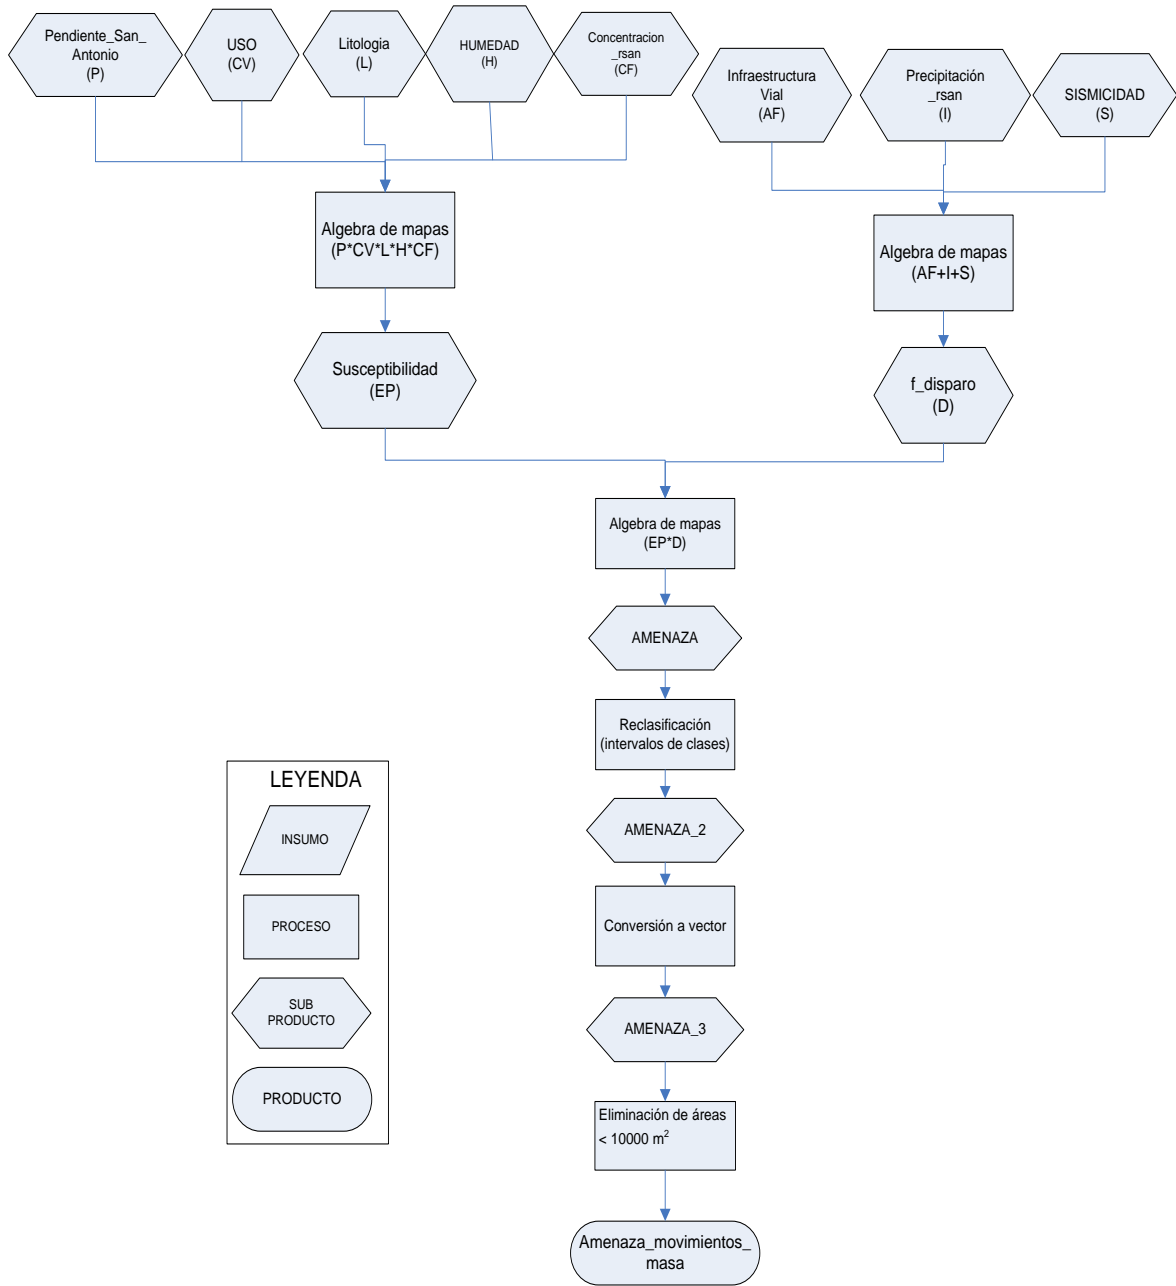 Pendiente_San_
Antonio
(P)
USO
(CV)
Litologia
(L)
HUMEDAD
(H)
Concentracion
_rsan
(CF)
Infraestructura
Vial
(AF)
Precipitación
_rsan
(I)
SISMICIDAD
(S)
Algebra de mapas
(P*CV*L*H*CF)
Algebra de mapas
(AF+I+S)
Susceptibilidad
(EP)
f_disparo
(D)
Algebra de mapas
(EP*D)
AMENAZA
Reclasificación
(intervalos de clases)
AMENAZA_2
Conversión a vector
AMENAZA_3
Eliminación de áreas
< 10000 m²
Amenaza_movimientos_
masa
LEYENDA
INSUMO
PROCESO
SUB
PRODUCTO
PRODUCTO